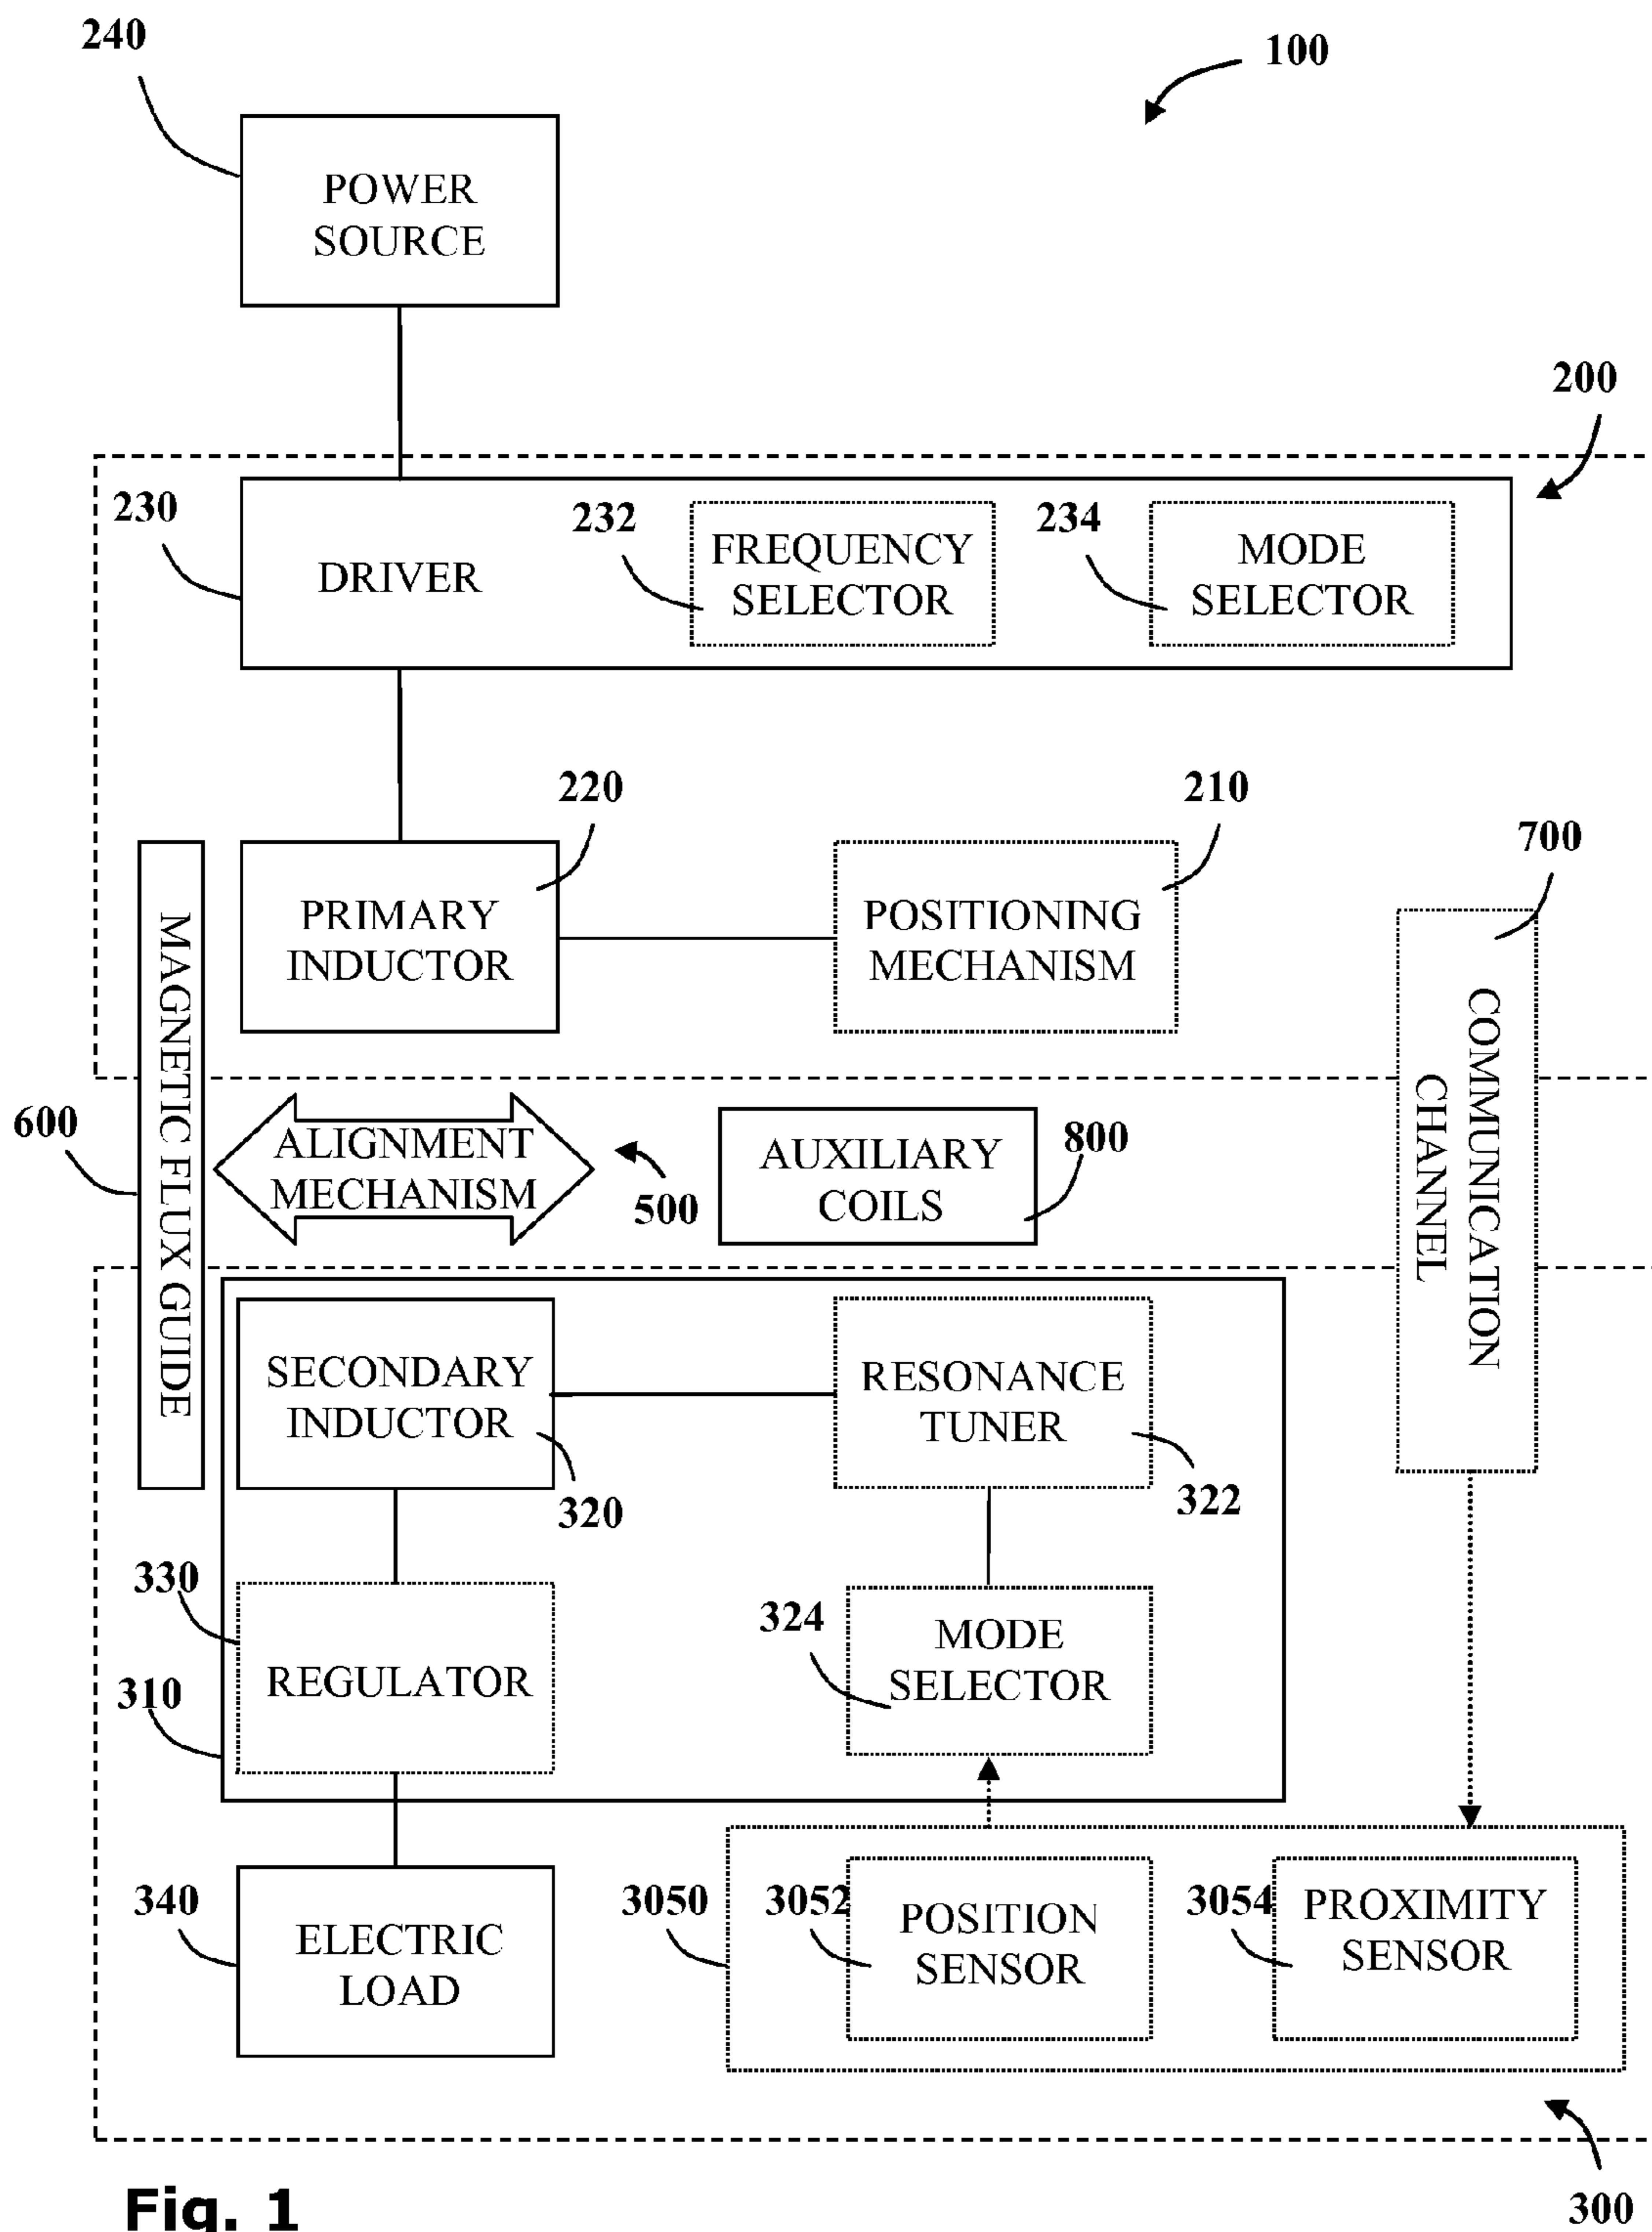 240
100
POWER
SOURCE
200
230
232
234
DRIVER
FREQUENCY
SELECTOR
MODE
SELECTOR
220
210
700
PRIMARY
INDUCTOR
POSITIONING
MECHANISM
MAGNETIC FLUX GUIDE
COMMUNICATION
CHANNEL
600
ALIGNMENT
MECHANISM
500
AUXILIARY
COILS
800
SECONDARY
INDUCTOR
320
RESONANCE
TUNER
322
330
REGULATOR
324
MODE
SELECTOR
310
340
ELECTRIC
LOAD
3050
3052
POSITION
SENSOR
3054
PROXIMITY
SENSOR
300
Fig. 1